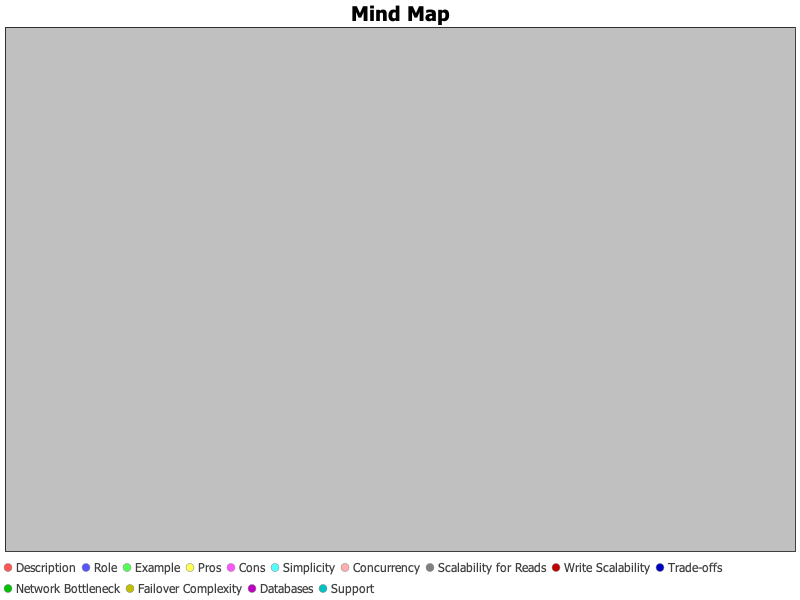 Mind Map
Description Role Example Pros Cons Simplicity Concurrency Scalability for Reads Write Scalability Trade-offs
Network Bottleneck Failover Complexity Databases Support